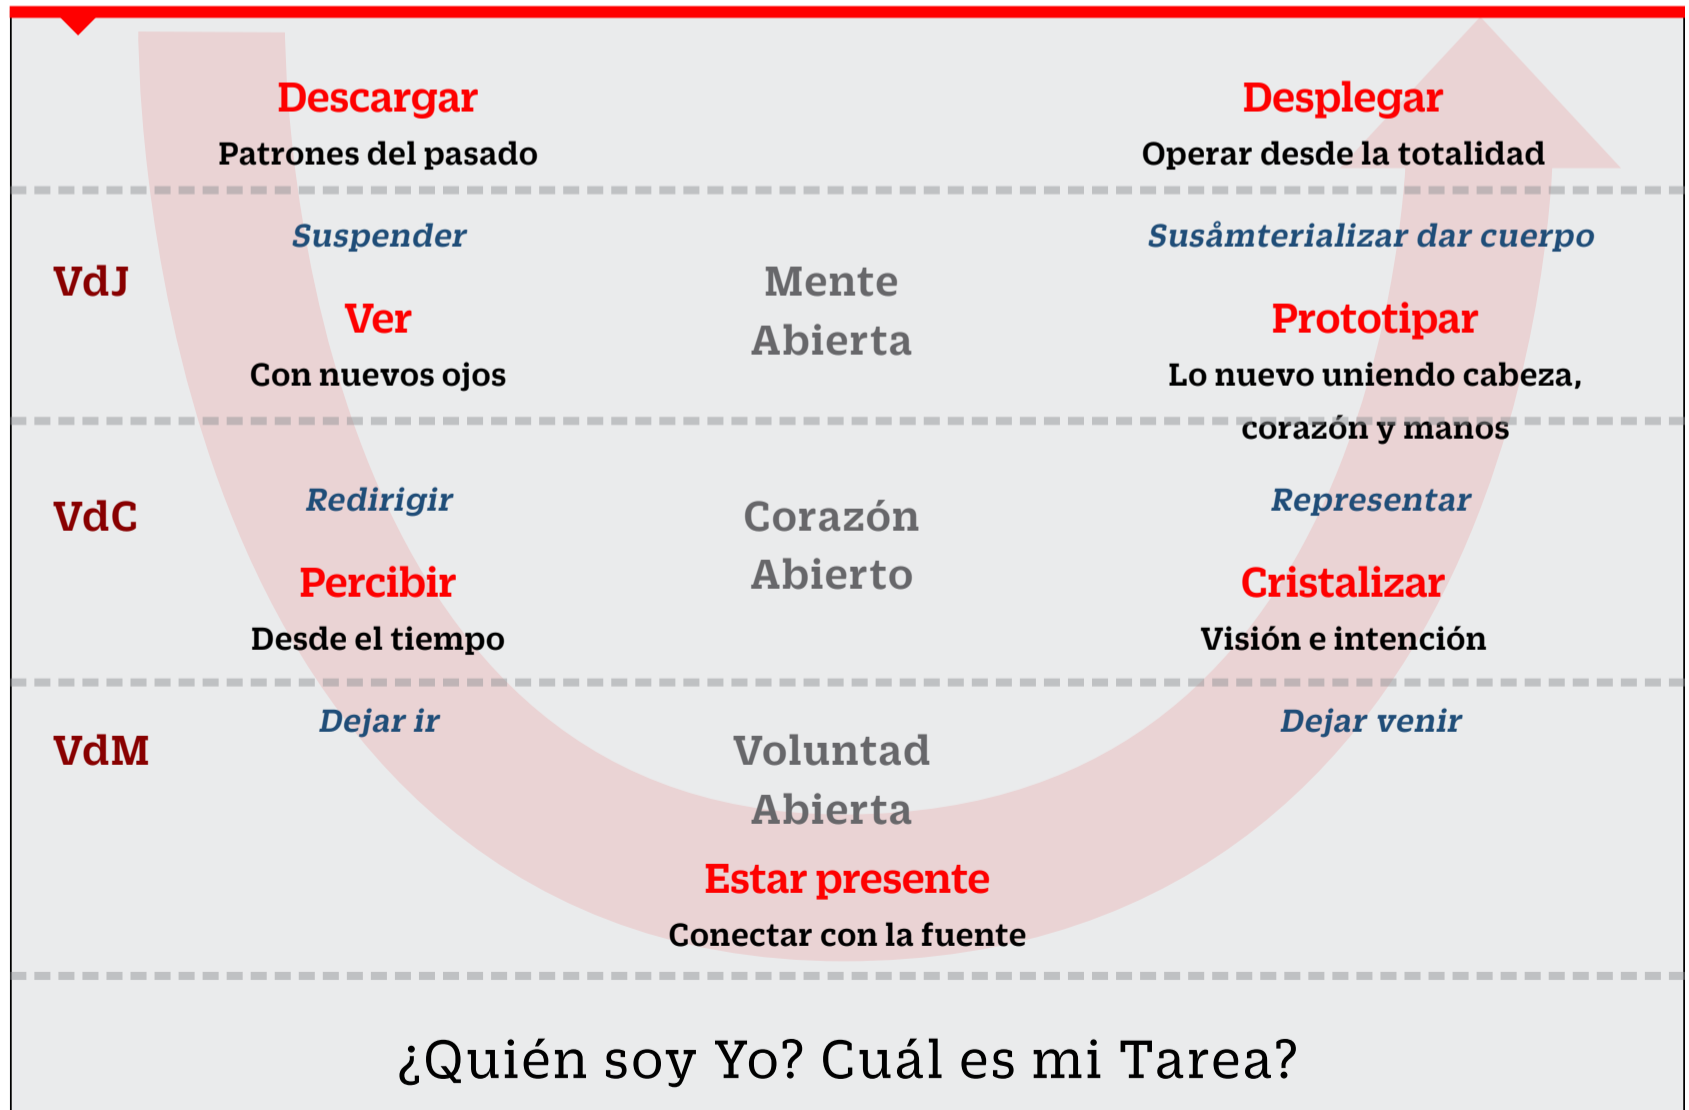 Descargar
Desplegar
Patrones del pasado
Operar desde la totalidad
Suspender
Susåmterializar dar cuerpo
VdJ
Mente
Abierta
Ver
Prototipar
Con nuevos ojos
Lo nuevo uniendo cabeza,
corazón y manos
Redirigir
Representar
VdC
Corazón
Abierto
Percibir
Cristalizar
Desde el tiempo
Visión e intención
Dejar ir
Dejar venir
VdM
Voluntad
Abierta
Estar presente
Conectar con la fuente
¿Quién soy Yo? Cuál es mi Tarea?